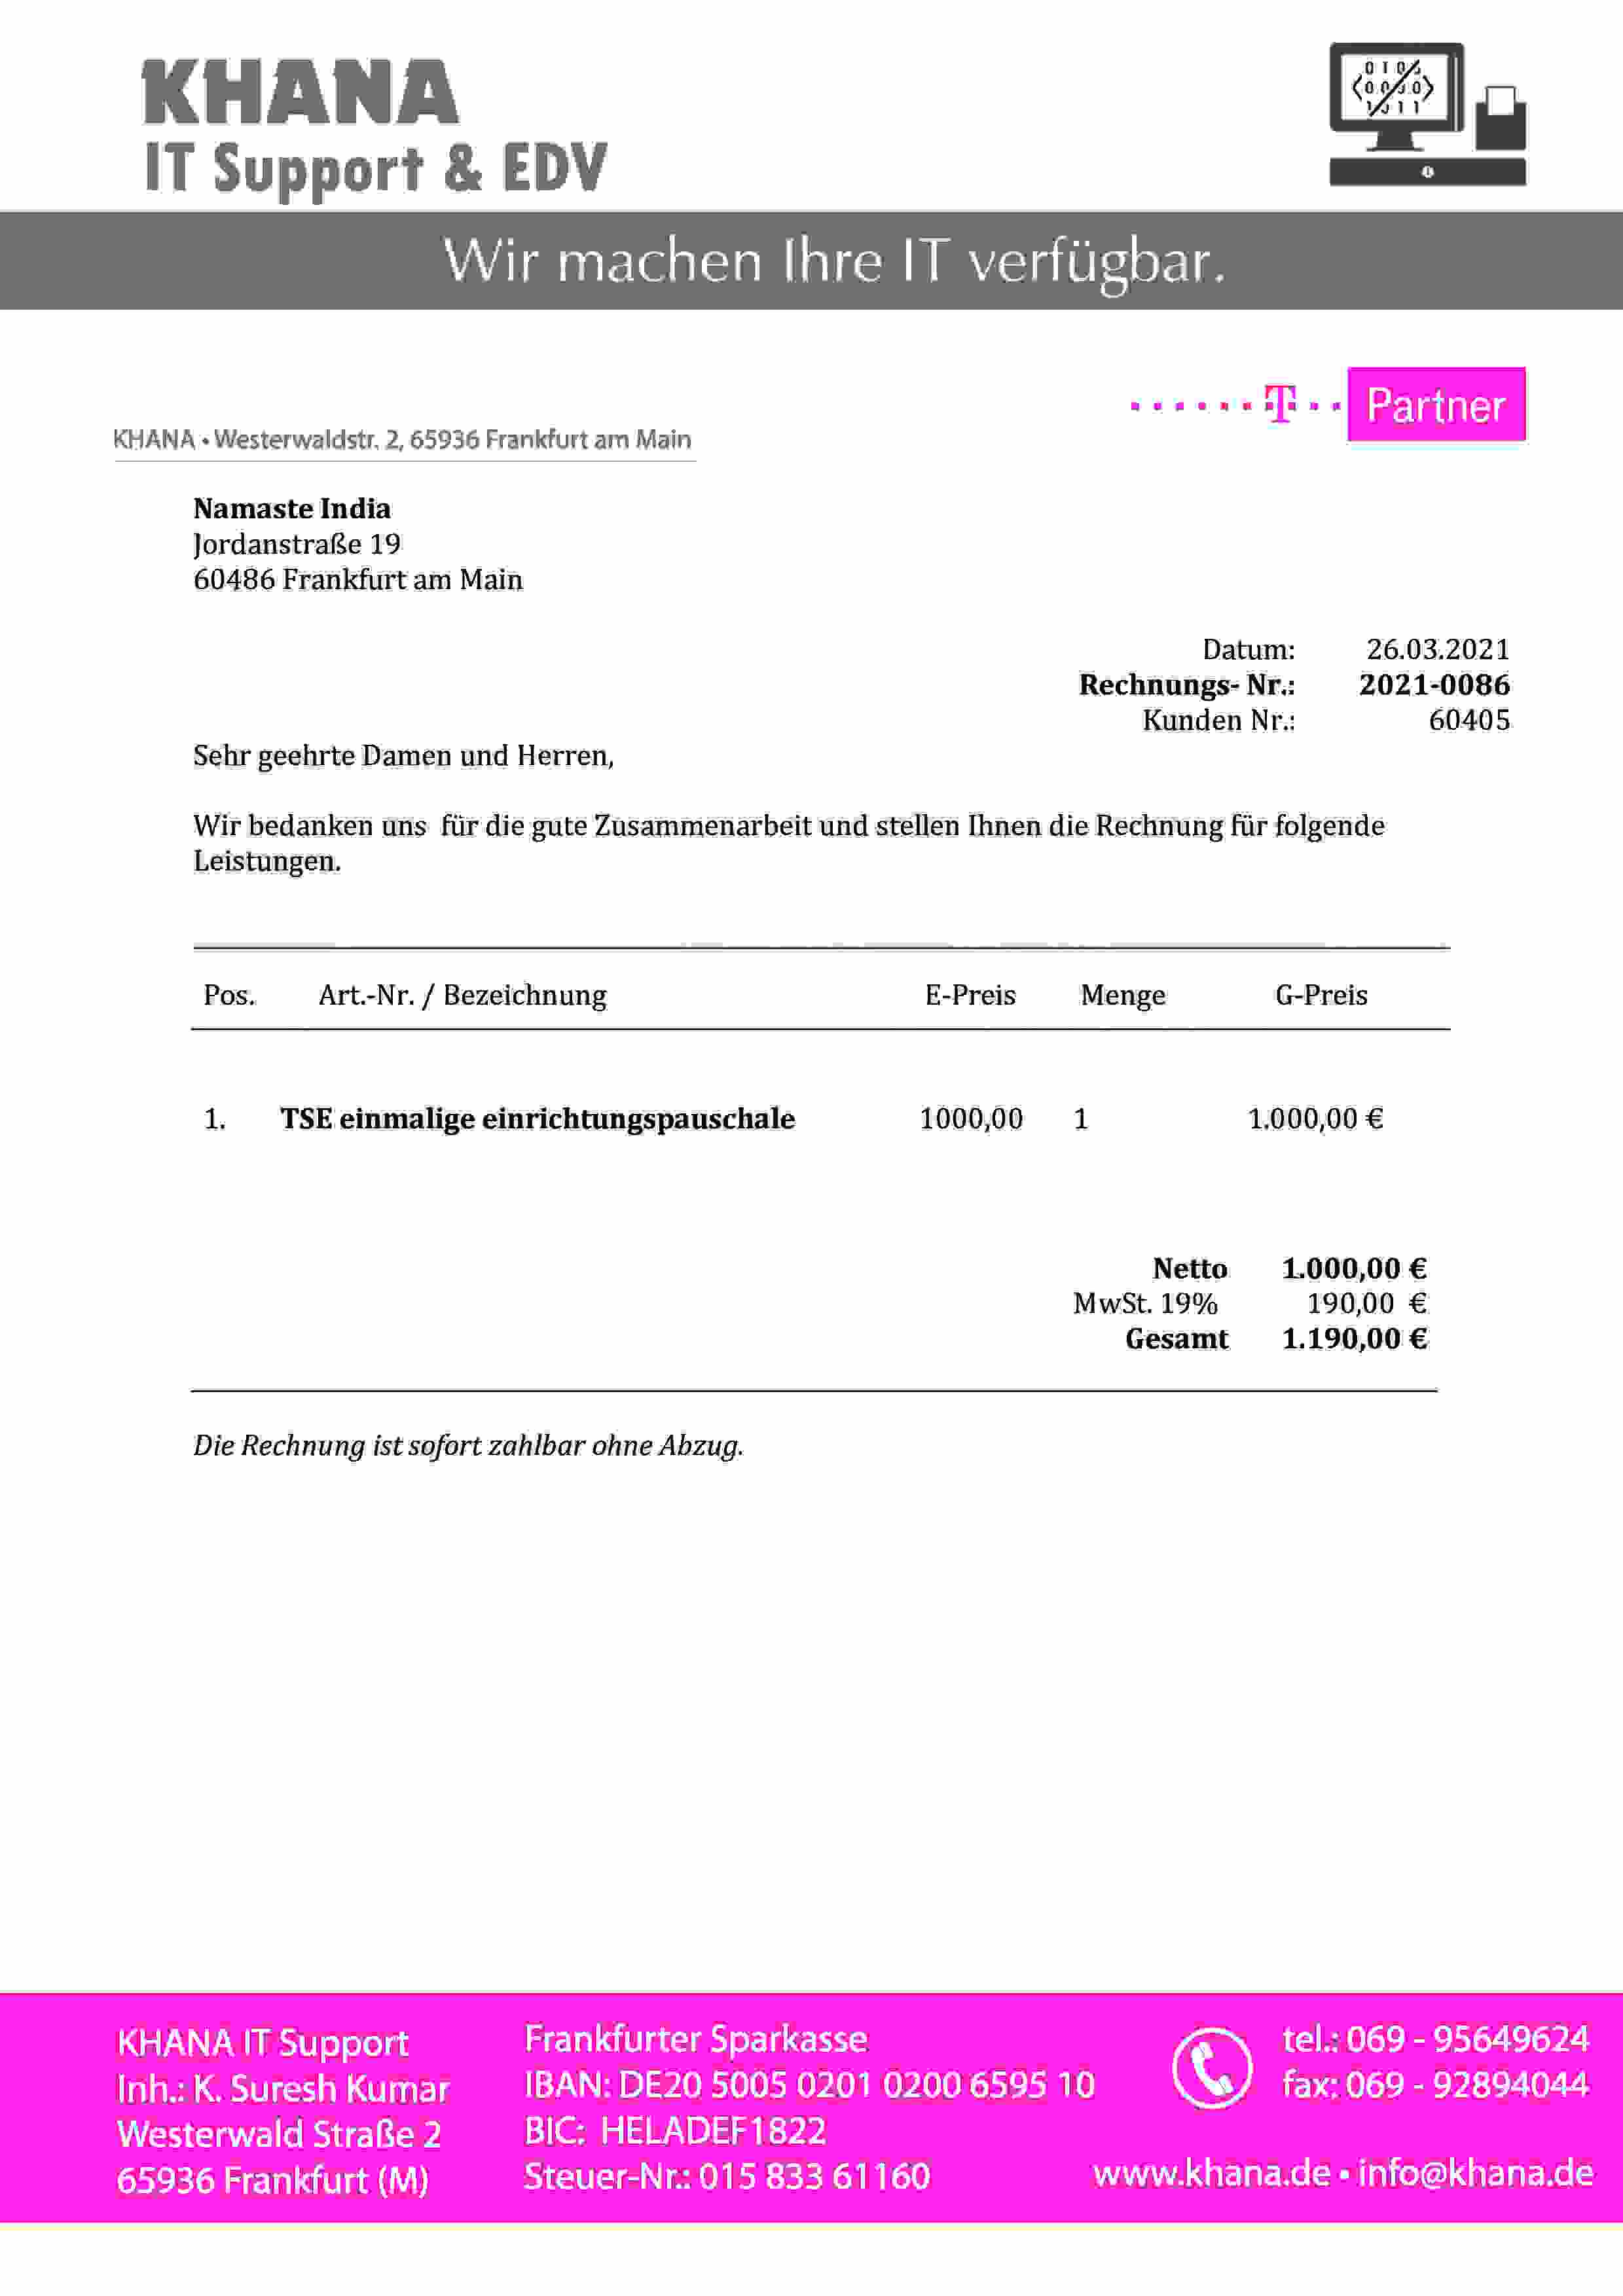 KHANA
IT Support & EDV
Wir machen Ihre IT verfügbar.
T Partner
KHANA • Westerwaldstr. 2, 65936 Frankfurt am Main
Namaste India
Jordanstraße 19
60486 Frankfurt am Main
Datum: 26.03.2021
Rechnungs- Nr.: 2021-0086
Kunden Nr.: 60405
Sehr geehrte Damen und Herren,
Wir bedanken uns für die gute Zusammenarbeit und stellen Ihnen die Rechnung für folgende
Leistungen.
Pos. Art.-Nr. / Bezeichnung E-Preis Menge G-Preis
1. TSE einmalige einrichtungspauschale 1000,00 1 1.000,00 €
Netto 1.000,00 €
MwSt. 19% 190,00 €
Gesamt 1.190,00 €
Die Rechnung ist sofort zahlbar ohne Abzug.
KHANA IT Support
Inh.: K. Suresh Kumar
Westerwald Straße 2
65936 Frankfurt (M)
Frankfurter Sparkasse
IBAN: DE20 5005 0201 0200 6595 10
BIC: HELADEF1822
Steuer-Nr.: 015 833 61160
tel.: 069 - 95649624
fax: 069 - 92894044
www.khana.de • info@khana.de